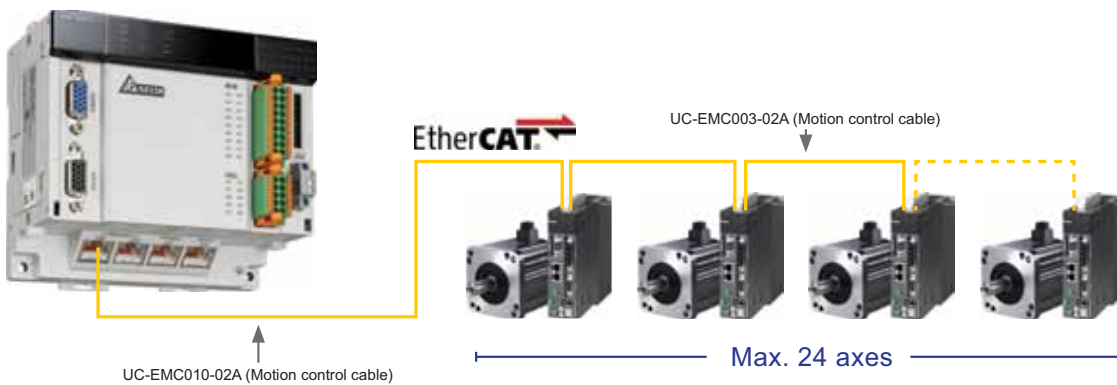 EtherCAT®
UC-EMC003-02A (Motion control cable)
Max. 24 axes
UC-EMC010-02A (Motion control cable)